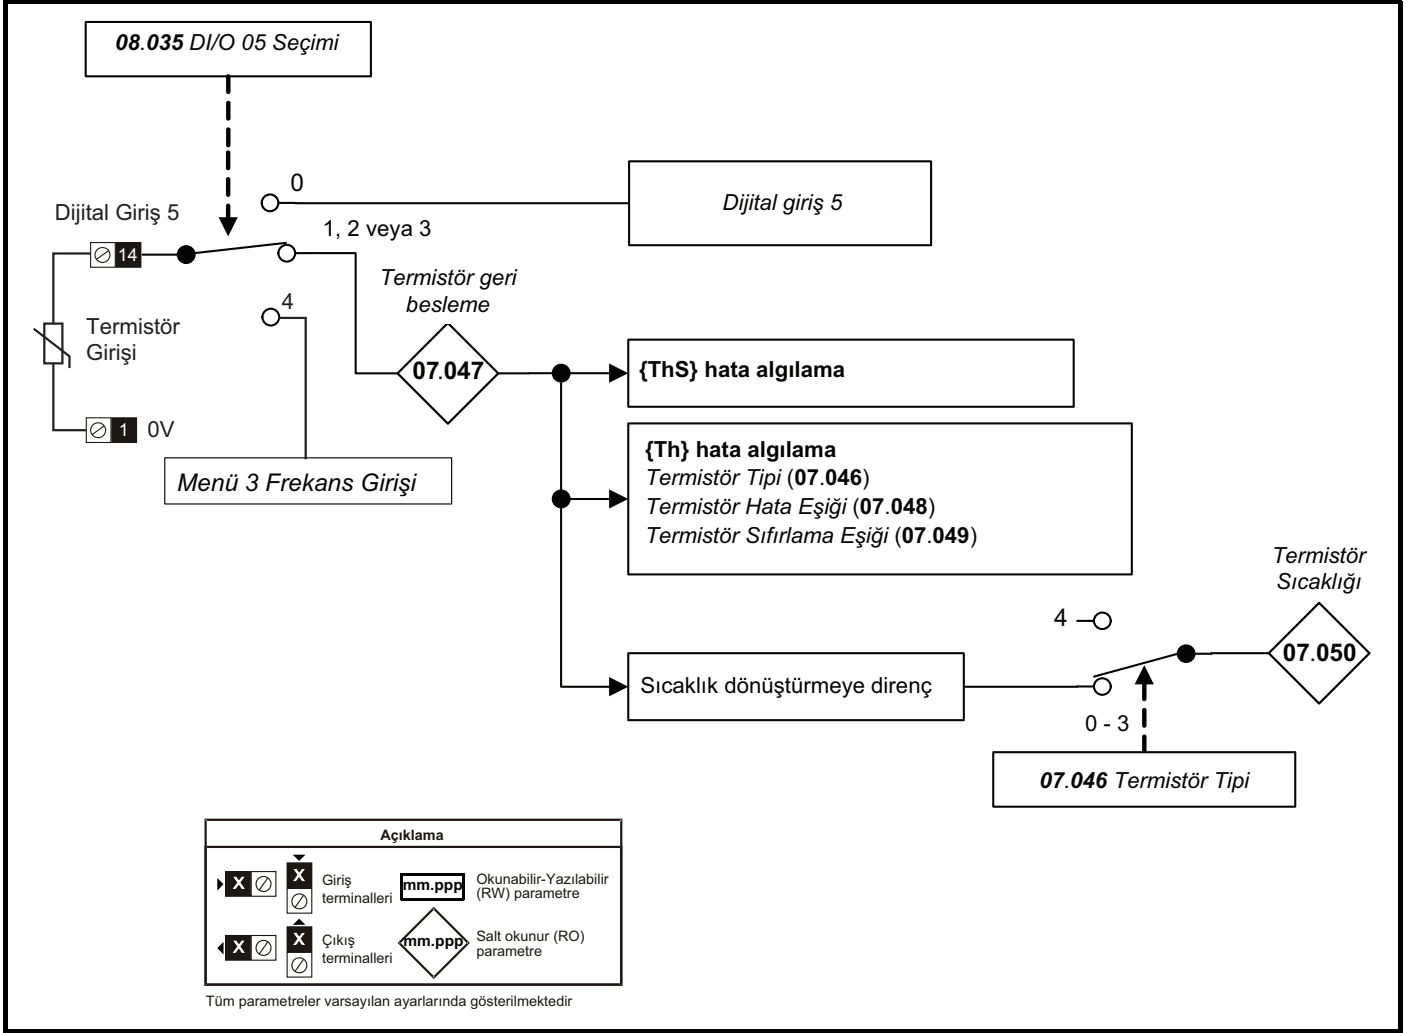 08.035 DI/O 05 Seçimi
0
Dijital giriş 5
Dijital Giriş 5
1, 2 veya 3
14
Termistör geri
besleme
4
Termistör
Girişi
07.047
{ThS} hata algılama
1
0V
{Th} hata algılama
Termistör Tipi (07.046)
Termistör Hata Eşiği (07.048)
Termistör Sıfırlama Eşiği (07.049)
Menü 3 Frekans Girişi
Termistör
Sıcaklığı
4
07.050
Sıcaklık dönüştürmeye direnç
0 - 3
07.046 Termistör Tipi
Açıklama
X
X
Giriş
terminalleri
mm.ppp
Okunabilir-Yazılabilir
(RW) parametre
X
X
Çıkış
terminalleri
mm.ppp
Salt okunur (RO)
parametre
Tüm parametreler varsayılan ayarlarında gösterilmektedir